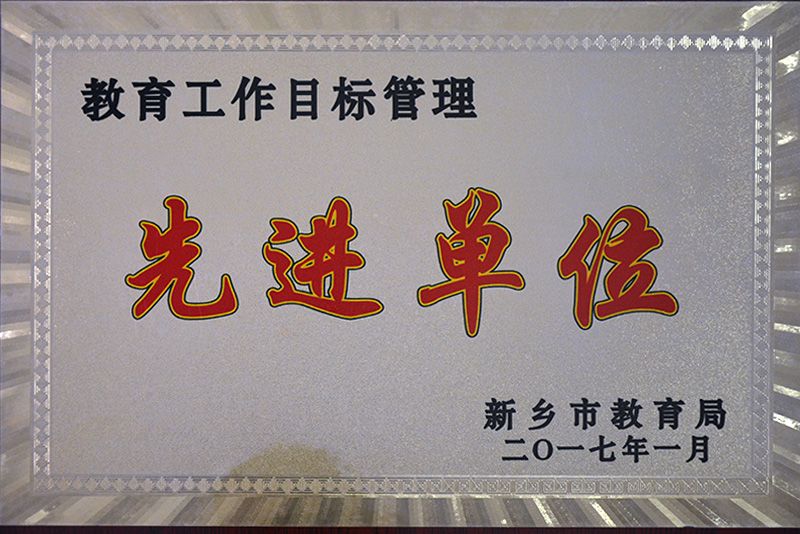 教育工作目标管理
先进单位
新乡市教育局
二〇一七年一月